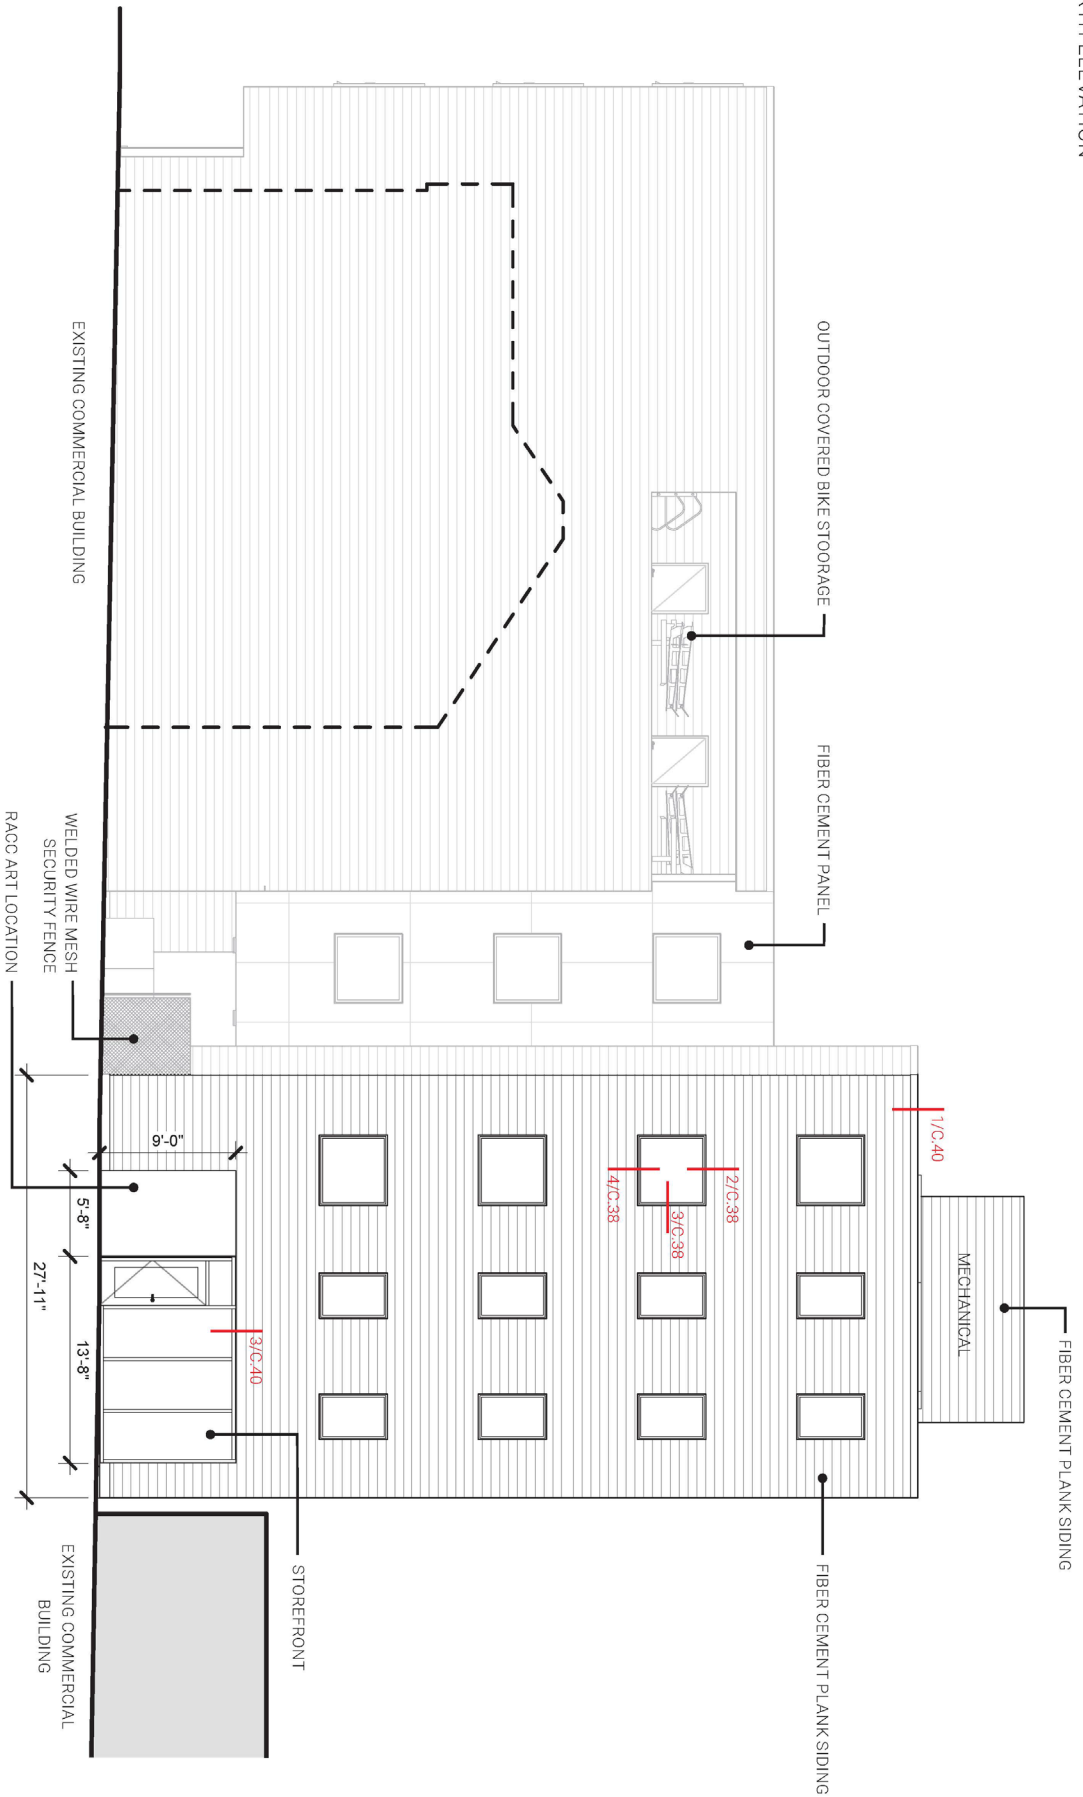 OUTDOOR COVERED BIKE STOORAGE
FIBER CEMENT PANEL
FIBER CEMENT PLANK SIDING
FIBER CEMENT PLANK SIDING
MECHANICAL
1/C.40
2/C.38
3/C.38
4/C.38
3/C.40
STOREFRONT
9'-0"
5'-8"
13'-8"
27'-11"
EXISTING COMMERCIAL BUILDING
WELDED WIRE MESH
SECURITY FENCE
RACC ART LOCATION
EXISTING COMMERCIAL
BUILDING
ELEVATION